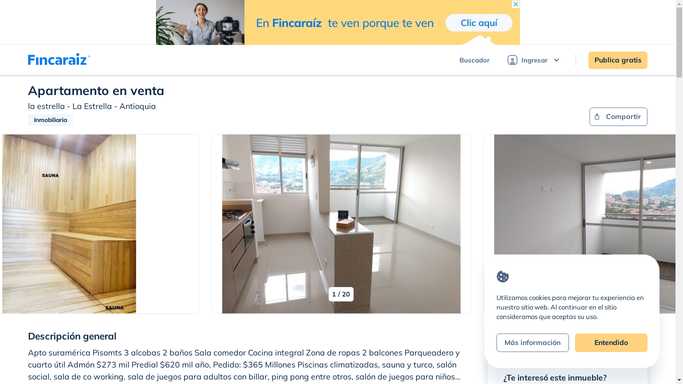 En Fincaraíz te ven porque te ven
Clic aquí
Fincaraíz
Buscador
Ingresar
Publica gratis
Apartamento en venta
la estrella - La Estrella - Antioquia
Inmobiliaria
Compartir
SAUNA
SAUNA
1 / 20
Utilizamos cookies para mejorar tu experiencia en
nuestro sitio web. Al continuar en el sitio
consideramos que aceptas su uso.
Más información
Entendido
Descripción general
Apto suramérica Pisomts 3 alcobas 2 baños Sala comedor Cocina integral Zona de ropas 2 balcones Parqueadero y
cuarto útil Admón $273 mil Predial $620 mil año, Pedido: $365 Millones Piscinas climatizadas, sauna y turco, salón
social, sala de co working, sala de juegos para adultos con billar, ping pong entre otros, salón de juegos para niños...
¿Te interesó este inmueble?